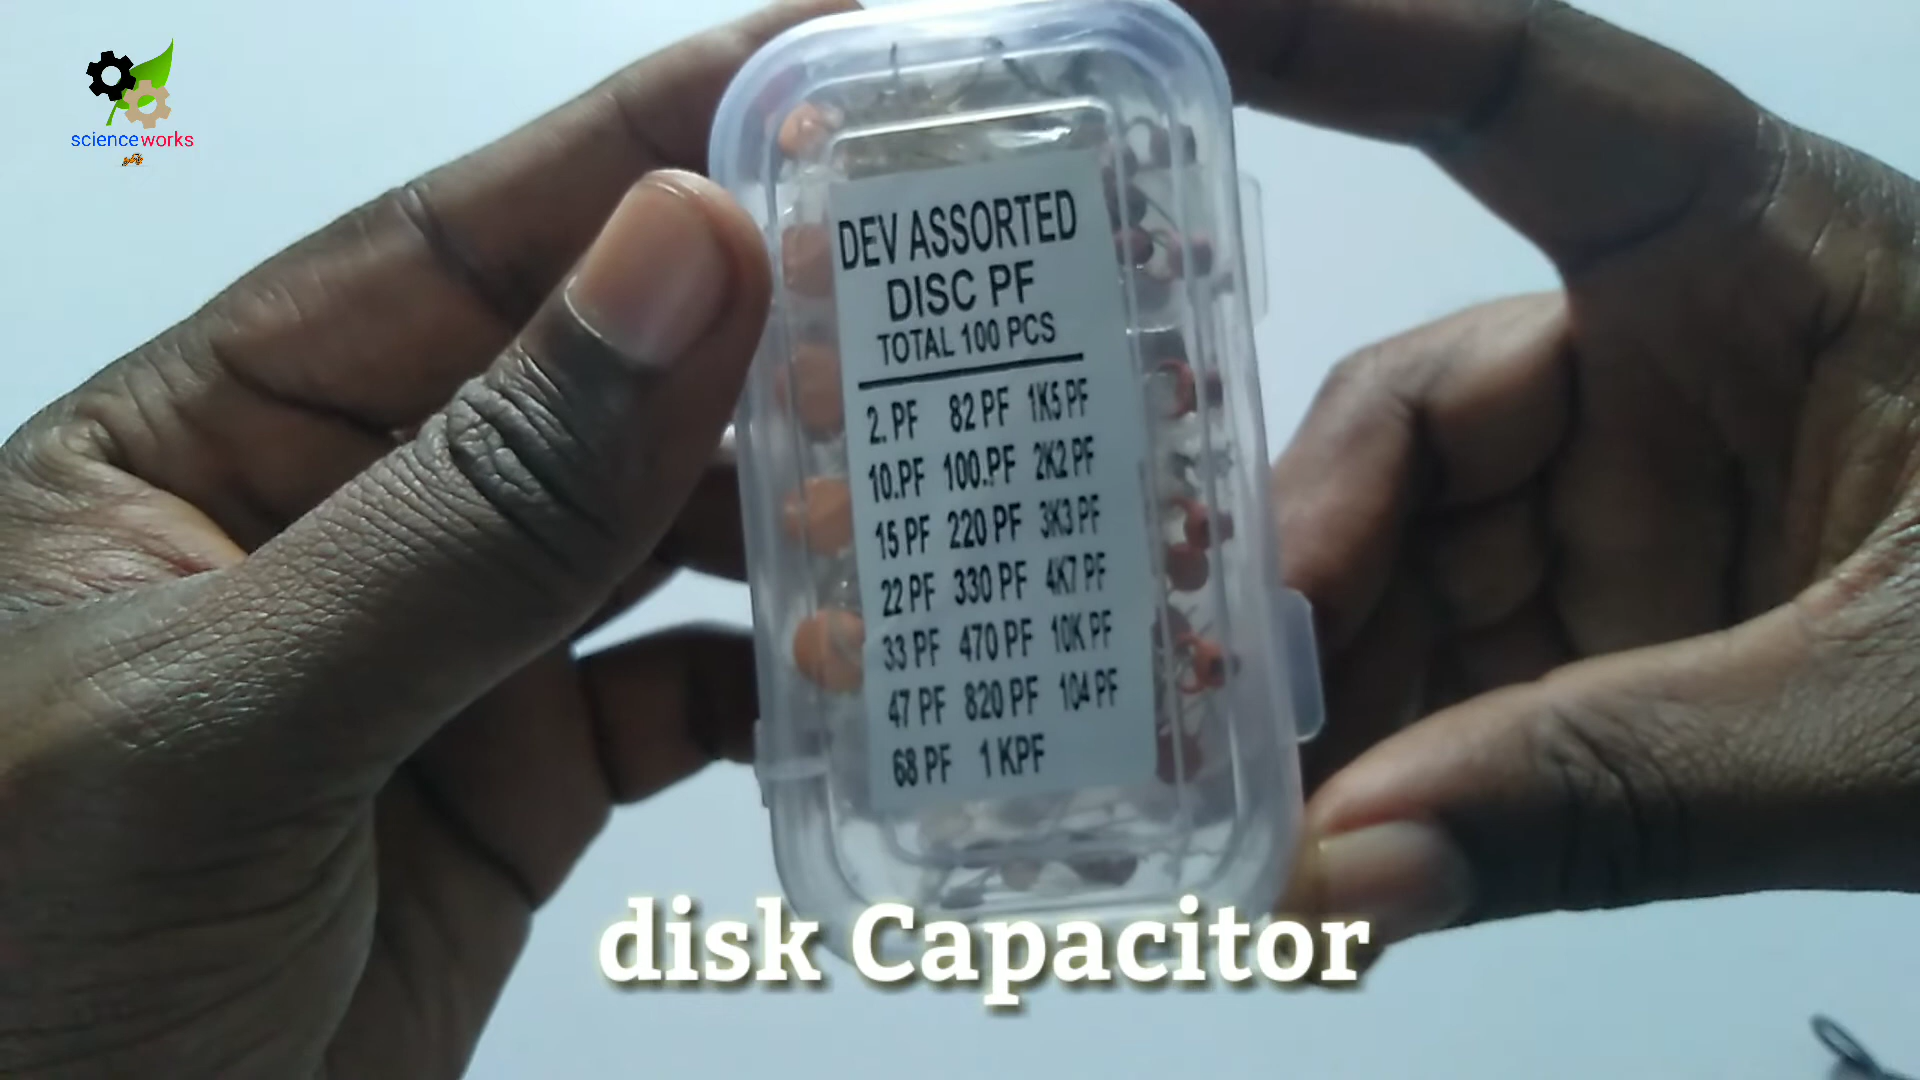 scienceworks
DEV ASSORTED
DISC PF
TOTAL 100 PCS
2. PF 82 PF 1K5 PF
10.PF 100.PF 2K2 PF
15 PF 220 PF 3K3 PF
22 PF 330 PF 4K7 PF
33 PF 470 PF 10K PF
47 PF 820 PF 104 PF
68 PF 1 KPF
disk Capacitor